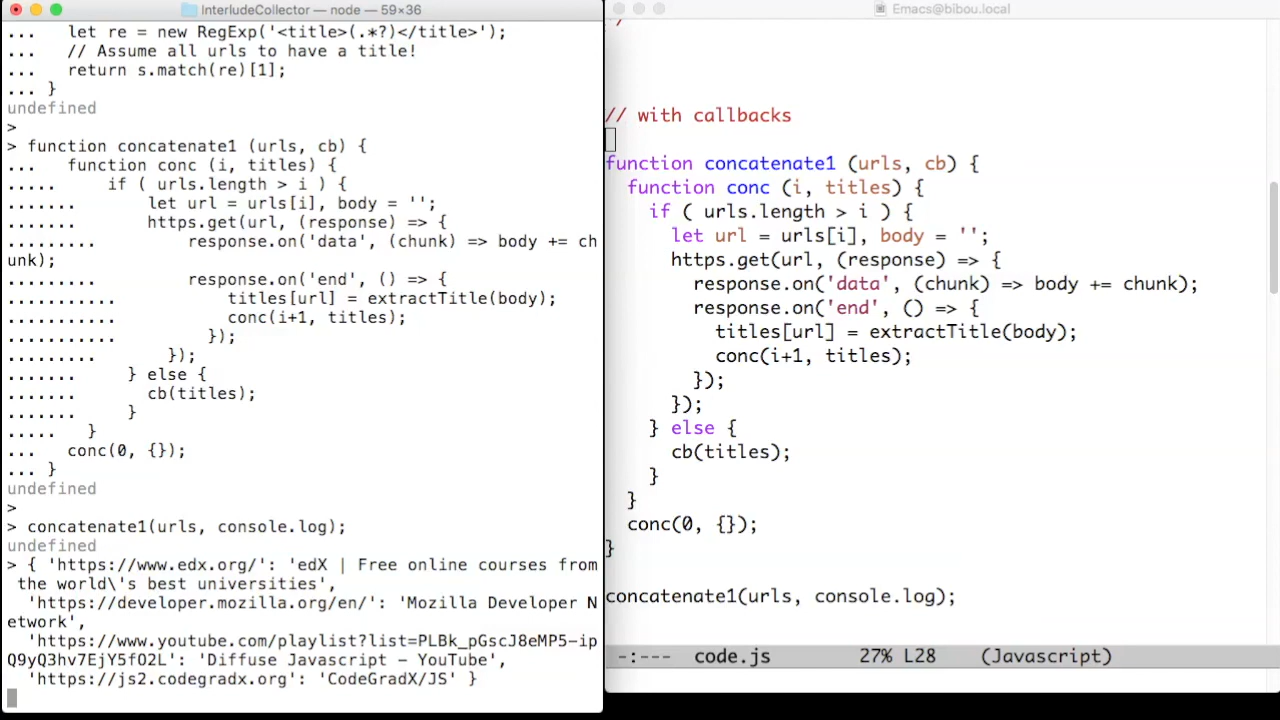 InterludeCollector — node — 59×36
...    let re = new RegExp('<title>(.*?)</title>');
...    // Assume all urls to have a title!
...    return s.match(re)[1];
... }
undefined
>
> function concatenate1 (urls, cb) {
...    function conc (i, titles) {
.....     if ( urls.length > i ) {
.......      let url = urls[i], body = '';
.......      https.get(url, (response) => {
.........       response.on('data', (chunk) => body += ch
unk);
.........       response.on('end', () => {
...........        titles[url] = extractTitle(body);
...........        conc(i+1, titles);
...........      });
.........     });
.......    } else {
.......      cb(titles);
.......    }
.....   }
...   conc(0, {});
... }
undefined
>
> concatenate1(urls, console.log);
undefined
> { 'https://www.edx.org/': 'edX | Free online courses from
 the world\'s best universities',
  'https://developer.mozilla.org/en/': 'Mozilla Developer N
etwork',
  'https://www.youtube.com/playlist?list=PLBk_pGscJ8eMP5-ip
Q9yQ3hv7EjY5fO2L': 'Diffuse Javascript - YouTube',
  'https://js2.codegradx.org': 'CodeGradX/JS' }
Emacs@bibou.local
/
// with callbacks
function concatenate1 (urls, cb) {
  function conc (i, titles) {
    if ( urls.length > i ) {
      let url = urls[i], body = '';
      https.get(url, (response) => {
        response.on('data', (chunk) => body += chunk);
        response.on('end', () => {
          titles[url] = extractTitle(body);
          conc(i+1, titles);
        });
      });
    } else {
      cb(titles);
    }
  }
  conc(0, {});
}
concatenate1(urls, console.log);
-:---  code.js        27% L28    (Javascript)